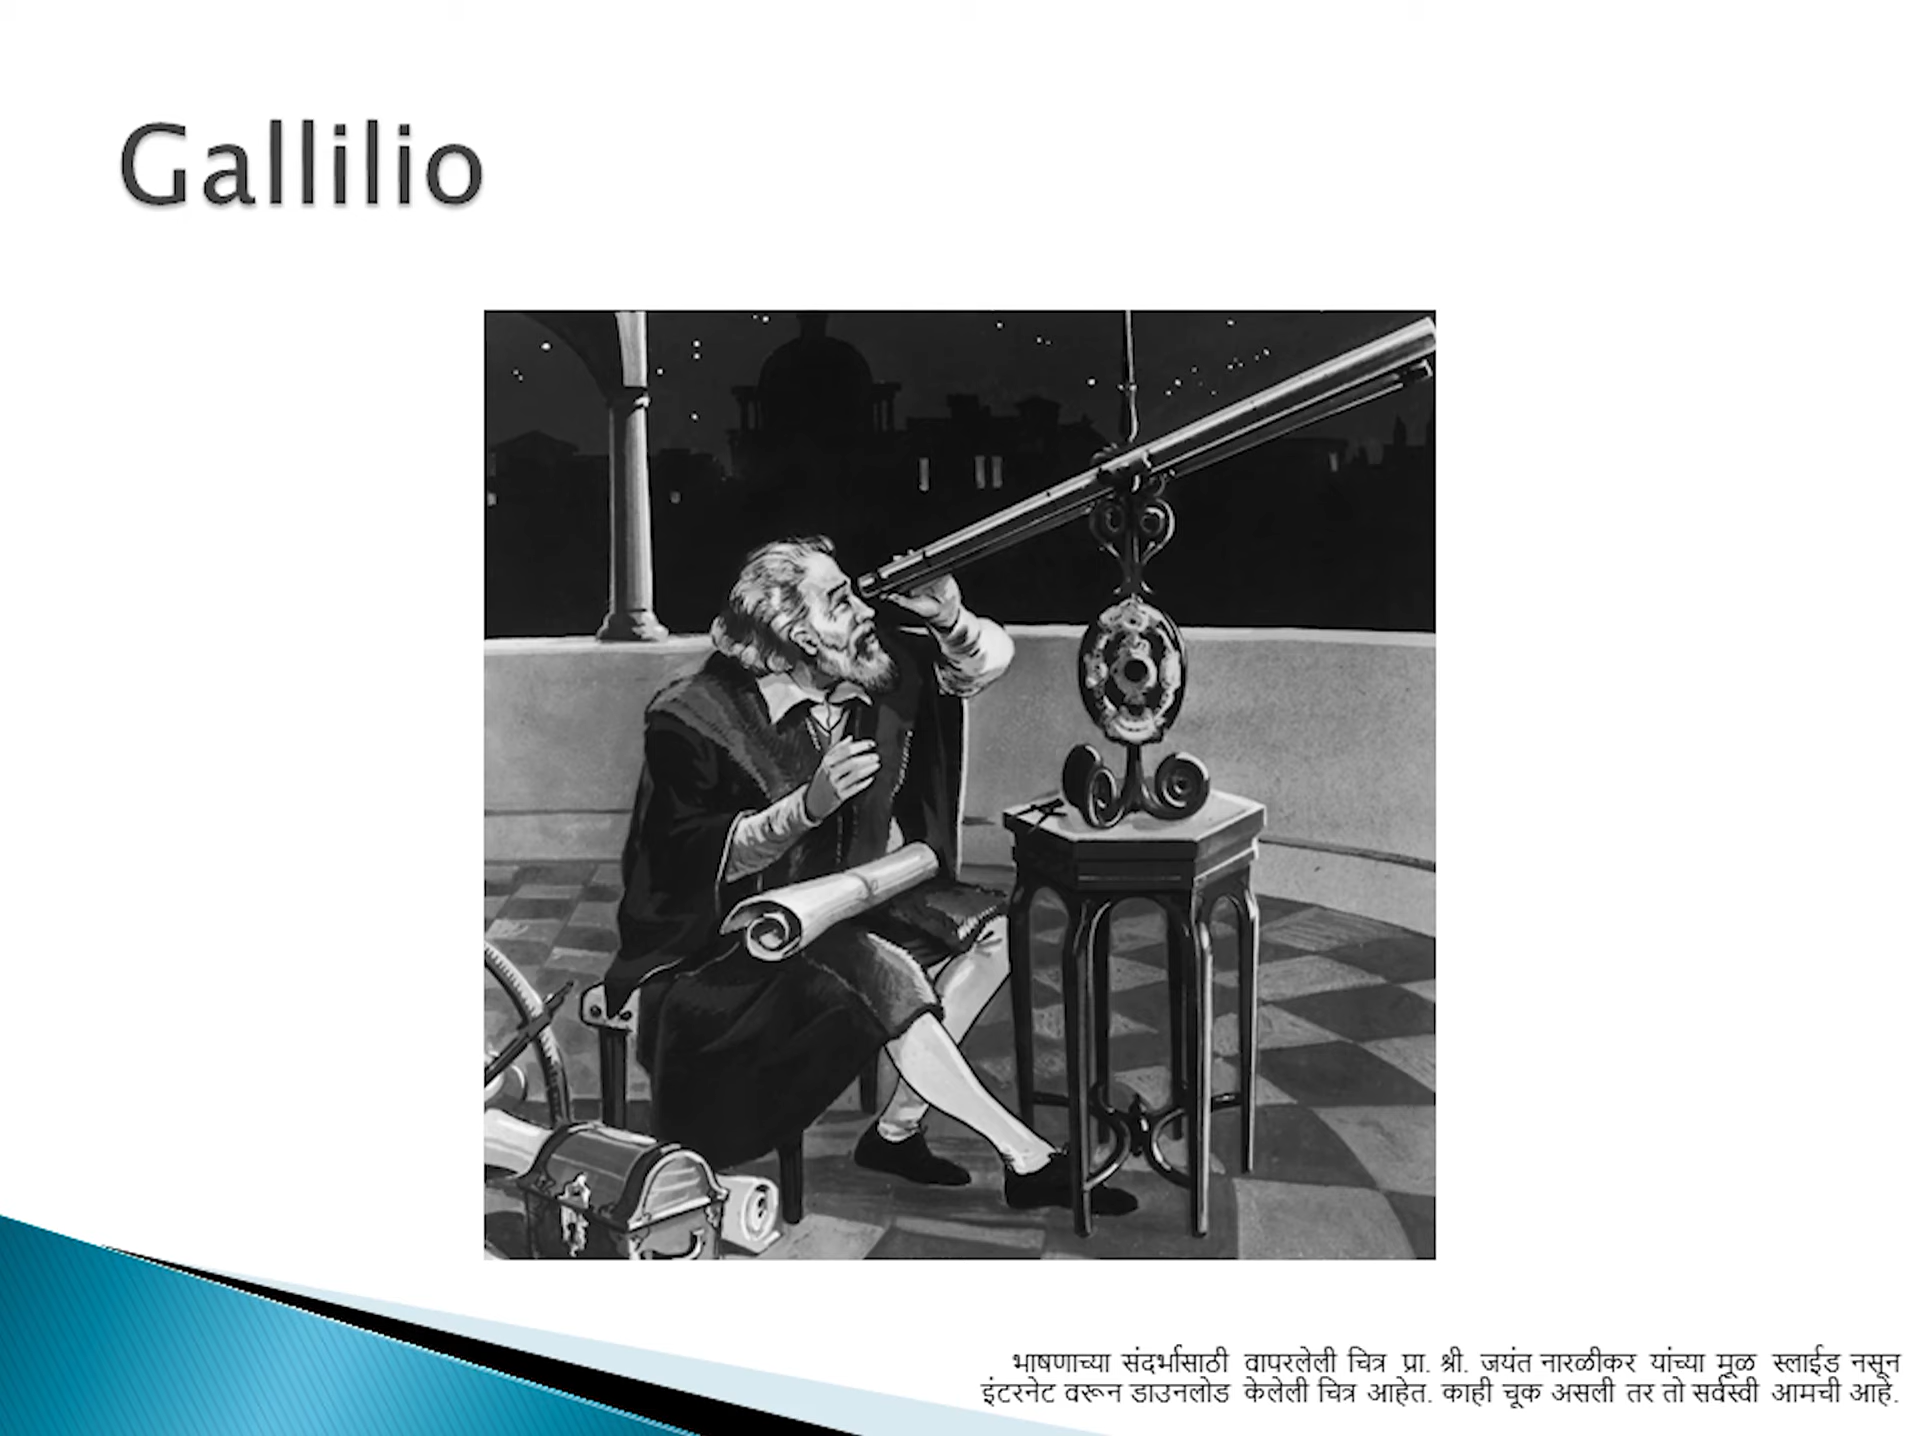 Gallilio
भाषणाच्या संदर्भासाठी वापरलेली चित्र प्रा. श्री. जयंत नारळीकर यांच्या मूळ स्लाईड नसून
इंटरनेट वरून डाउनलोड केलेली चित्र आहेत. काही चूक असली तर तो सर्वस्वी आमची आहे.